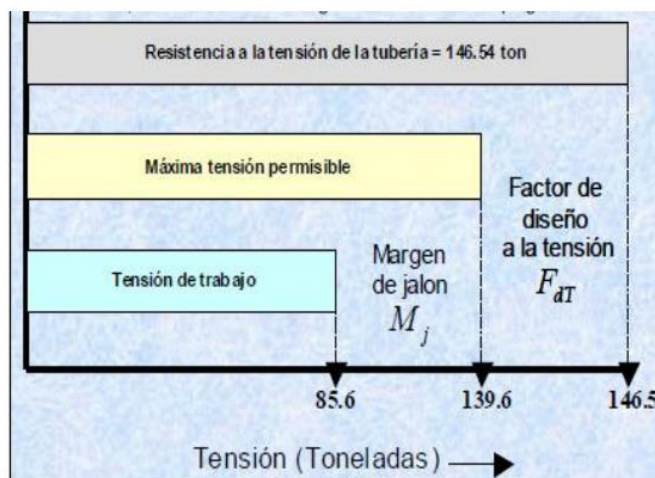 Resistencia a la tensión de la tubería = 146.54 ton
Máxima tensión permisible
Factor de
diseño
a la tensión
F_dT
Tensión de trabajo
Margen
de jalon
M_j
85.6
139.6
146.5
Tensión (Toneladas)